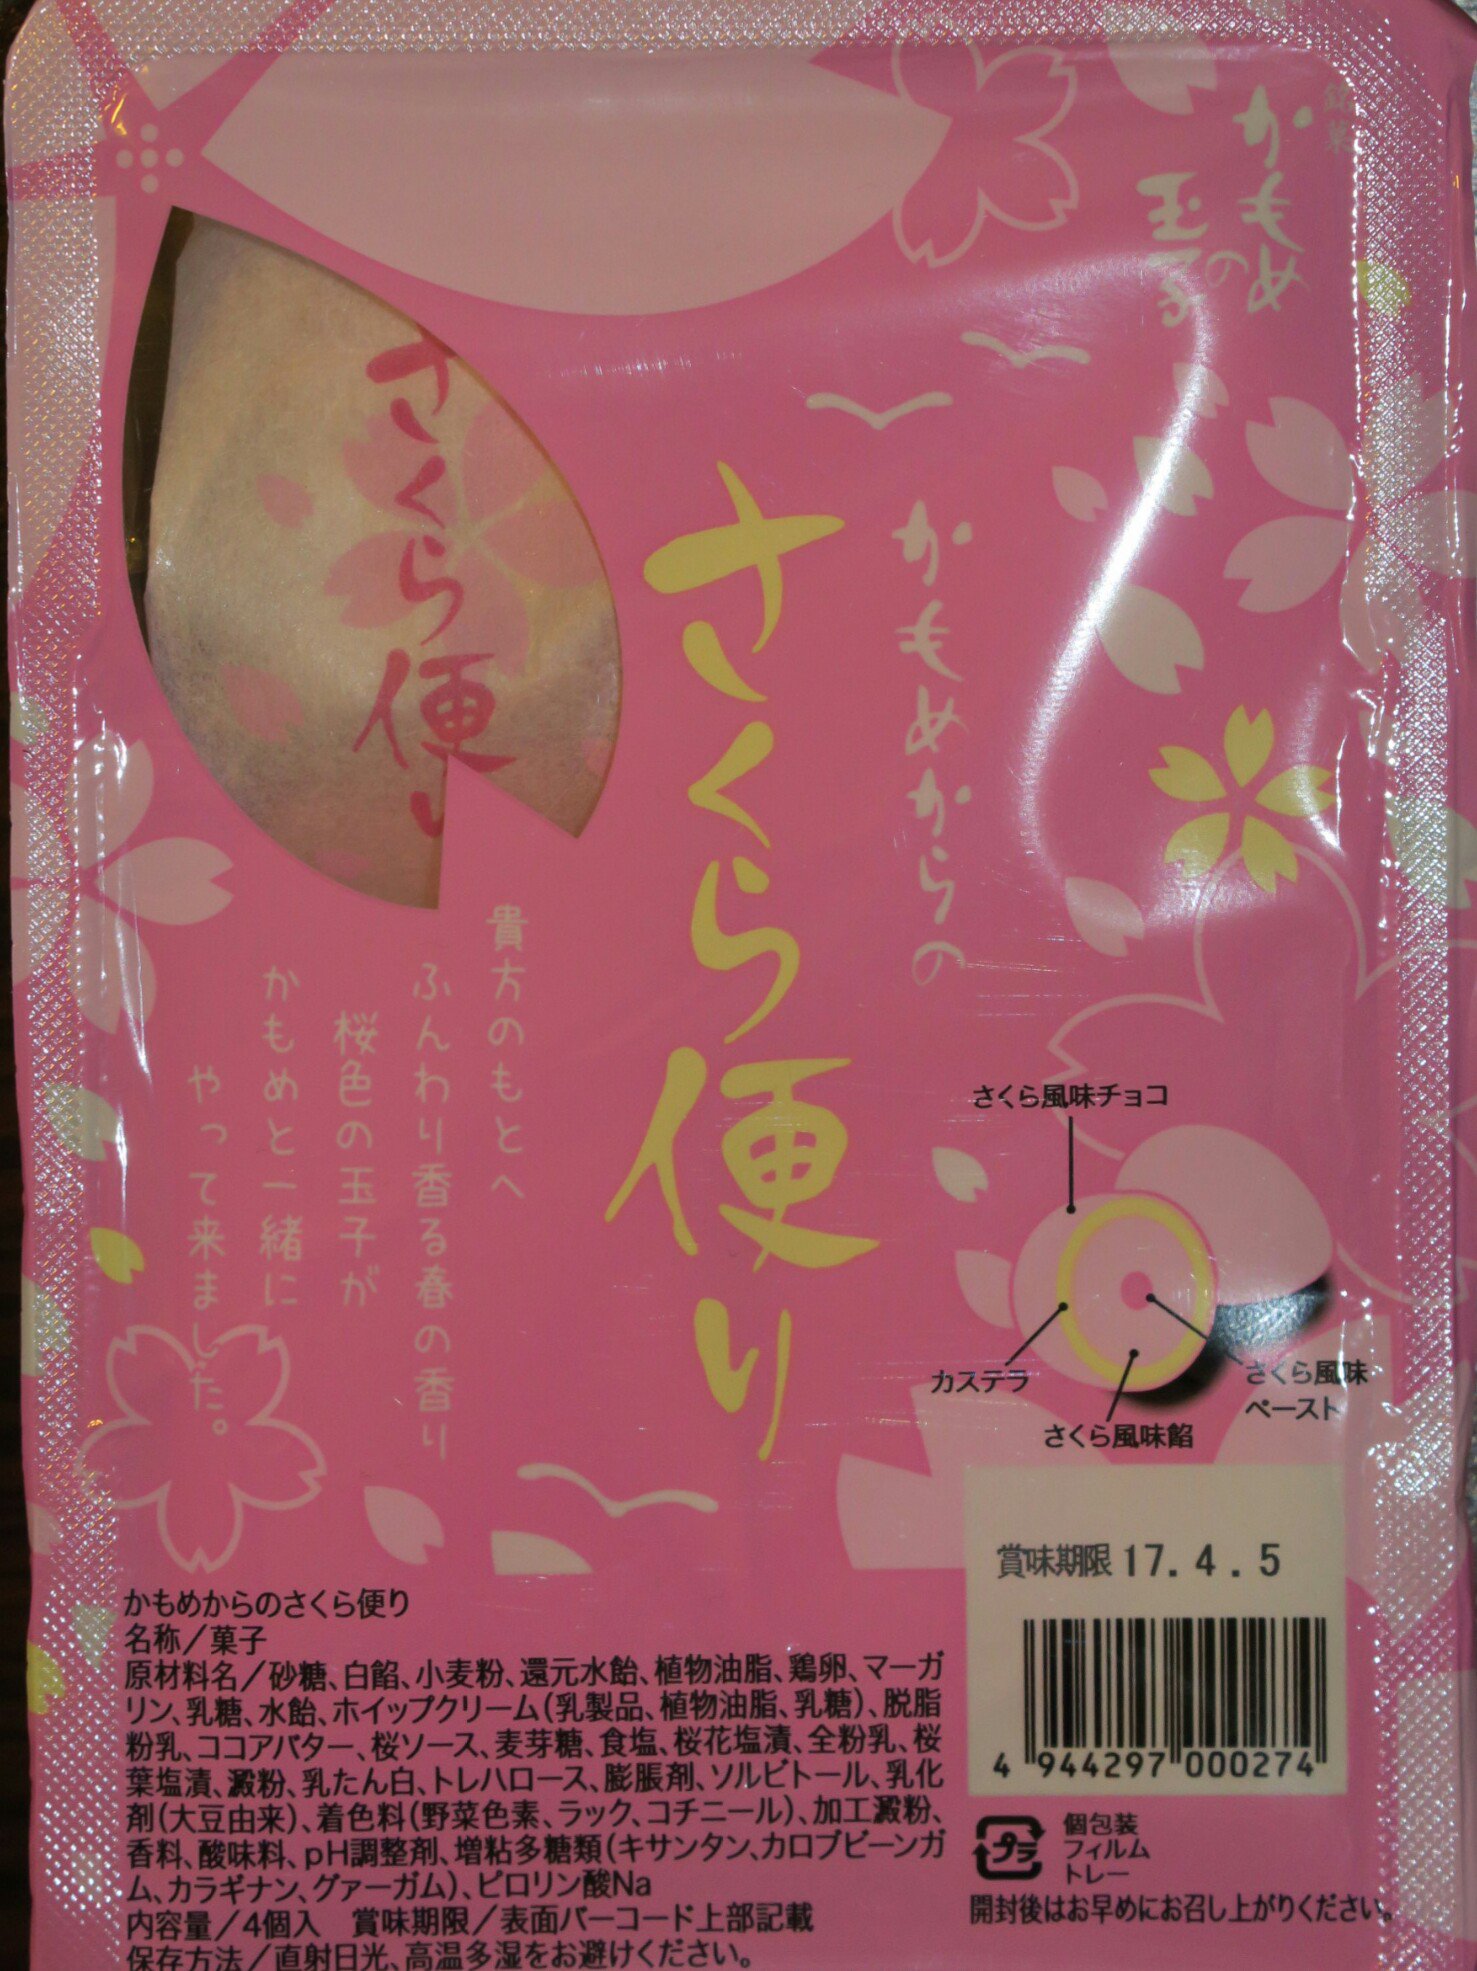 銘菓
かもめの
玉子
かもめからの
さくら便り
さくら便り
貴方のもとへ
ふんわり香る春の香り
桜色の玉子が
かもめと一緒に
やって来ました。
さくら風味チョコ
カステラ
さくら風味餡
さくら風味
ペースト
賞味期限 17.4.5
4 944297 000274
プラ
個包装
フィルム
トレー
開封後はお早めにお召し上がりください。
かもめからのさくら便り
名称/菓子
原材料名/砂糖、白餡、小麦粉、還元水飴、植物油脂、鶏卵、マーガ
リン、乳糖、水飴、ホイップクリーム(乳製品、植物油脂、乳糖)、脱脂
粉乳、ココアバター、桜ソース、麦芽糖、食塩、桜花塩漬、全粉乳、桜
葉塩漬、澱粉、乳たん白、トレハロース、膨脹剤、ソルビトール、乳化
剤(大豆由来)、着色料(野菜色素、ラック、コチニール)、加工澱粉、
香料、酸味料、pH調整剤、増粘多糖類(キサンタン、カロブビーンガ
ム、カラギナン、グァーガム)、ピロリン酸Na
内容量/4個入 賞味期限/表面バーコード上部記載
保存方法/直射日光、高温多湿をお避けください。